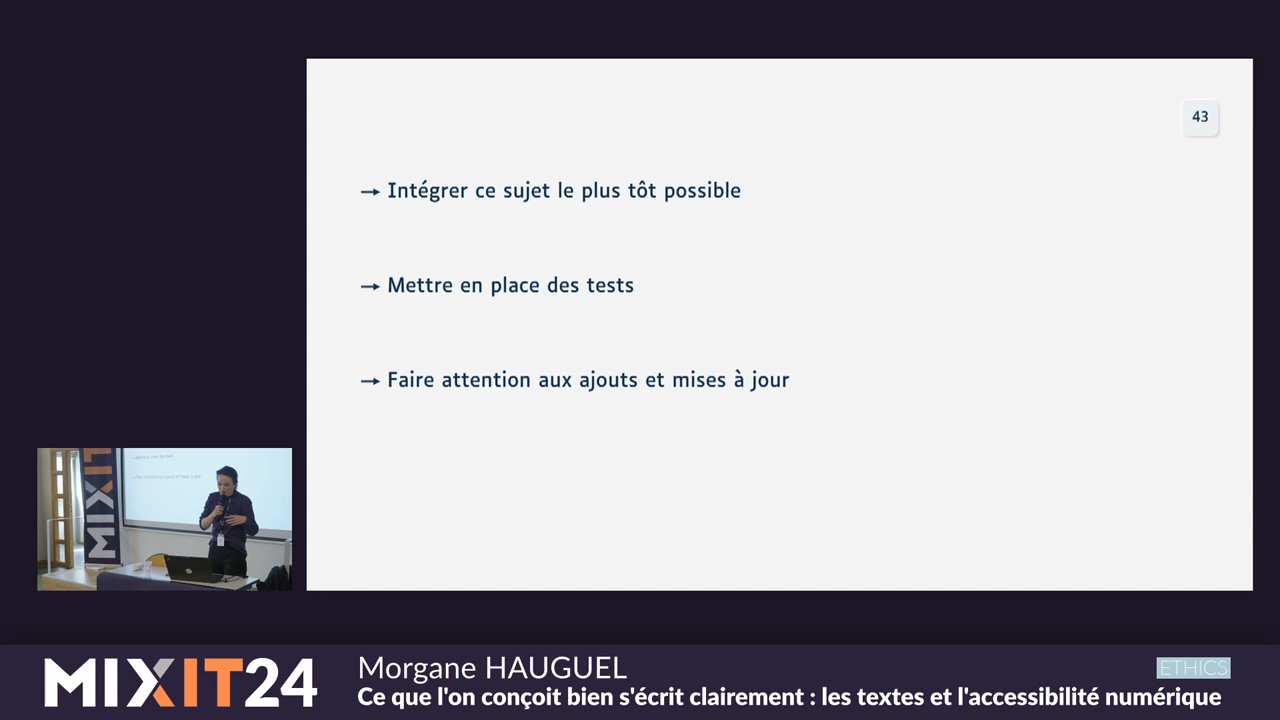 43
→ Intégrer ce sujet le plus tôt possible
→ Mettre en place des tests
→ Faire attention aux ajouts et mises à jour
MIXIT
MIXIT24
Morgane HAUGUEL
ETHICS
Ce que l'on conçoit bien s'écrit clairement : les textes et l'accessibilité numérique